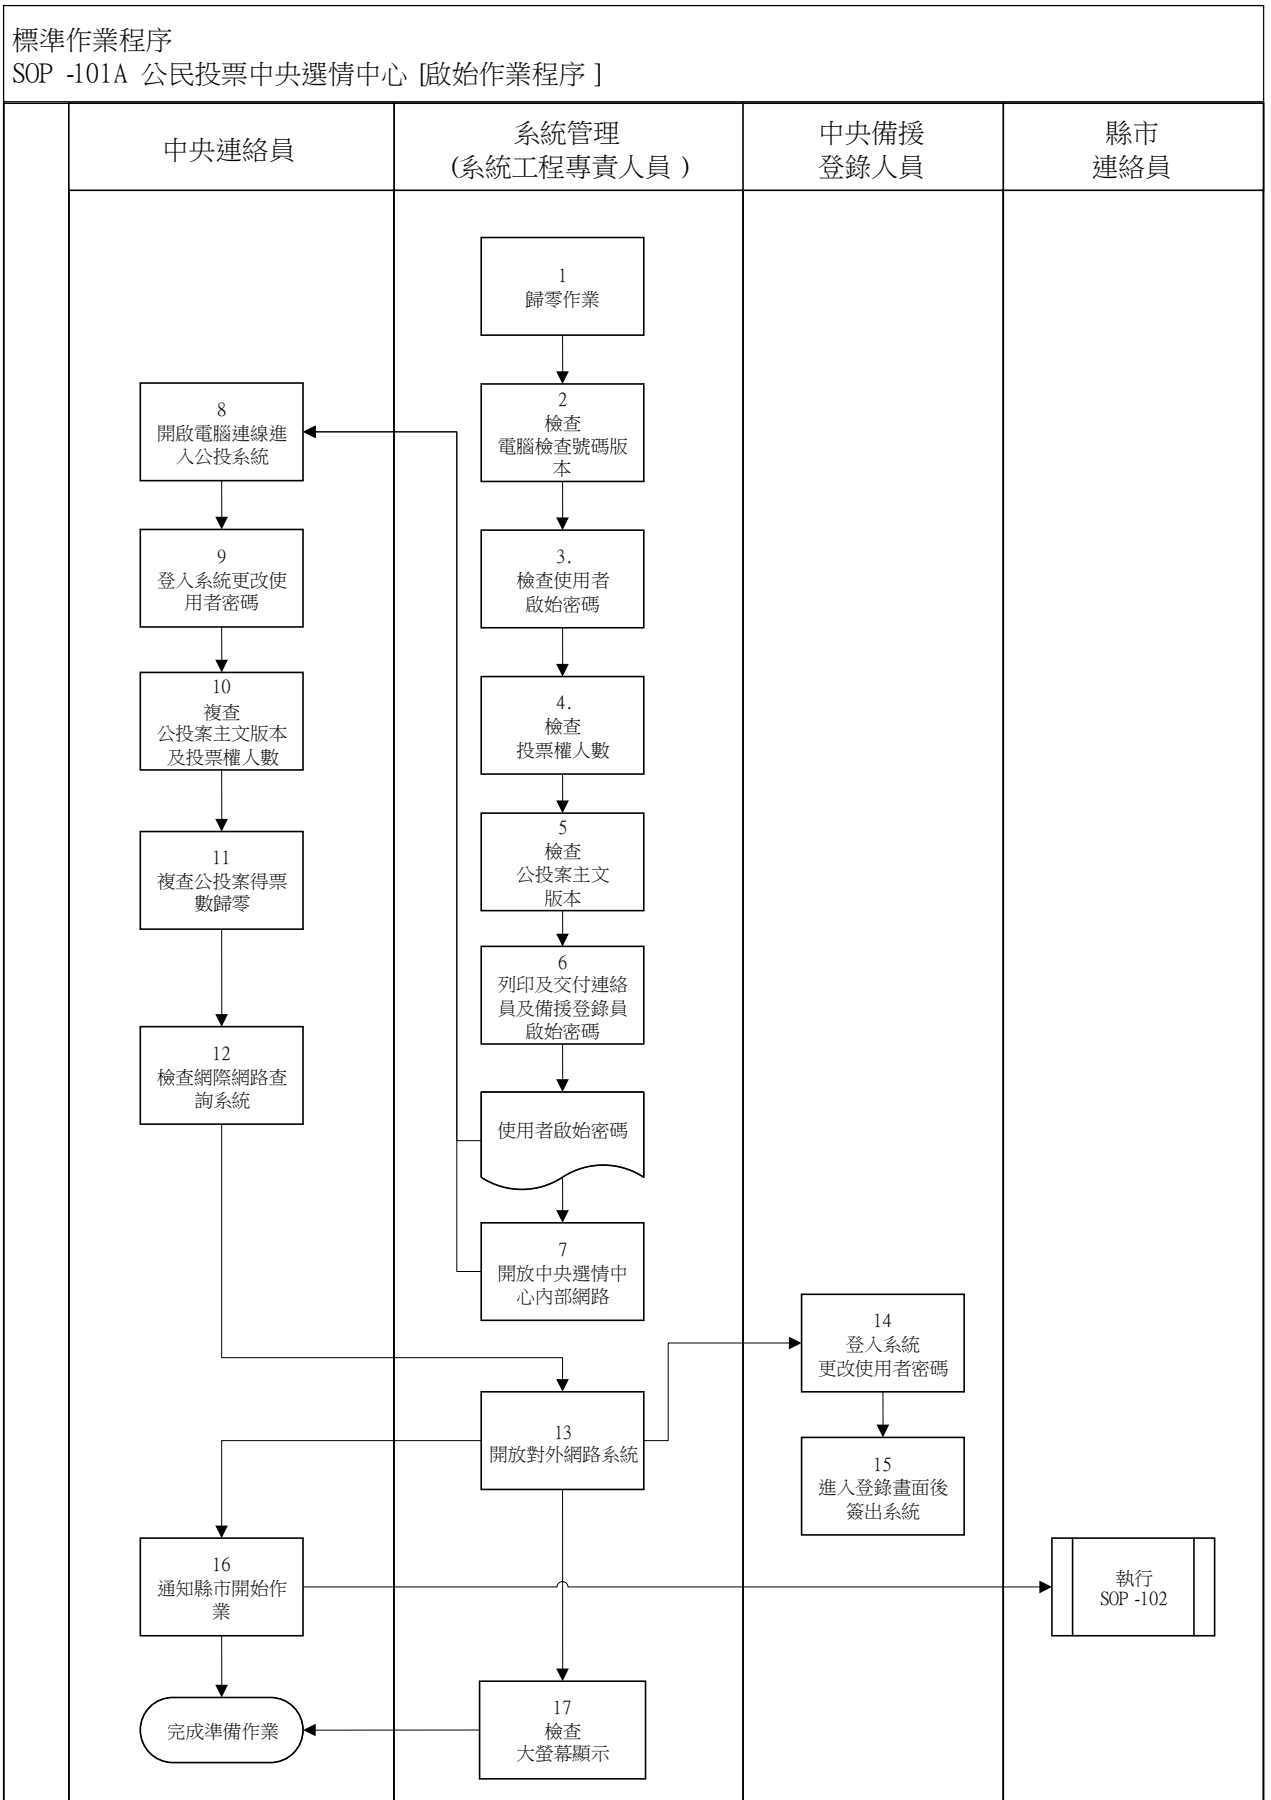 標準作業程序
SOP -101A 公民投票中央選情中心 [啟始作業程序 ]
中央連絡員
系統管理
(系統工程專責人員 )
中央備援
登錄人員
縣市
連絡員
1
歸零作業
2
檢查
電腦檢查號碼版
本
3.
檢查使用者
啟始密碼
4.
檢查
投票權人數
5
檢查
公投案主文
版本
6
列印及交付連絡
員及備援登錄員
啟始密碼
使用者啟始密碼
7
開放中央選情中
心內部網路
8
開啟電腦連線進
入公投系統
9
登入系統更改使
用者密碼
10
複查
公投案主文版本
及投票權人數
11
複查公投案得票
數歸零
12
檢查網際網路查
詢系統
13
開放對外網路系統
14
登入系統
更改使用者密碼
15
進入登錄畫面後
簽出系統
16
通知縣市開始作
業
執行
SOP -102
17
檢查
大螢幕顯示
完成準備作業